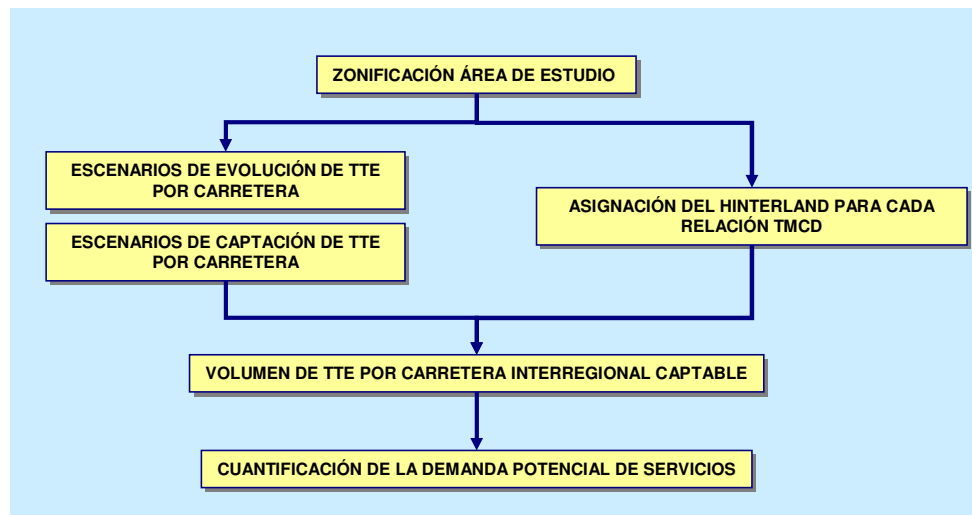 ZONIFICACIÓN ÁREA DE ESTUDIO
ESCENARIOS DE EVOLUCIÓN DE TTE
POR CARRETERA
ESCENARIOS DE CAPTACIÓN DE TTE
POR CARRETERA
ASIGNACIÓN DEL HINTERLAND PARA CADA
RELACIÓN TMCD
VOLUMEN DE TTE POR CARRETERA INTERREGIONAL CAPTABLE
CUANTIFICACIÓN DE LA DEMANDA POTENCIAL DE SERVICIOS